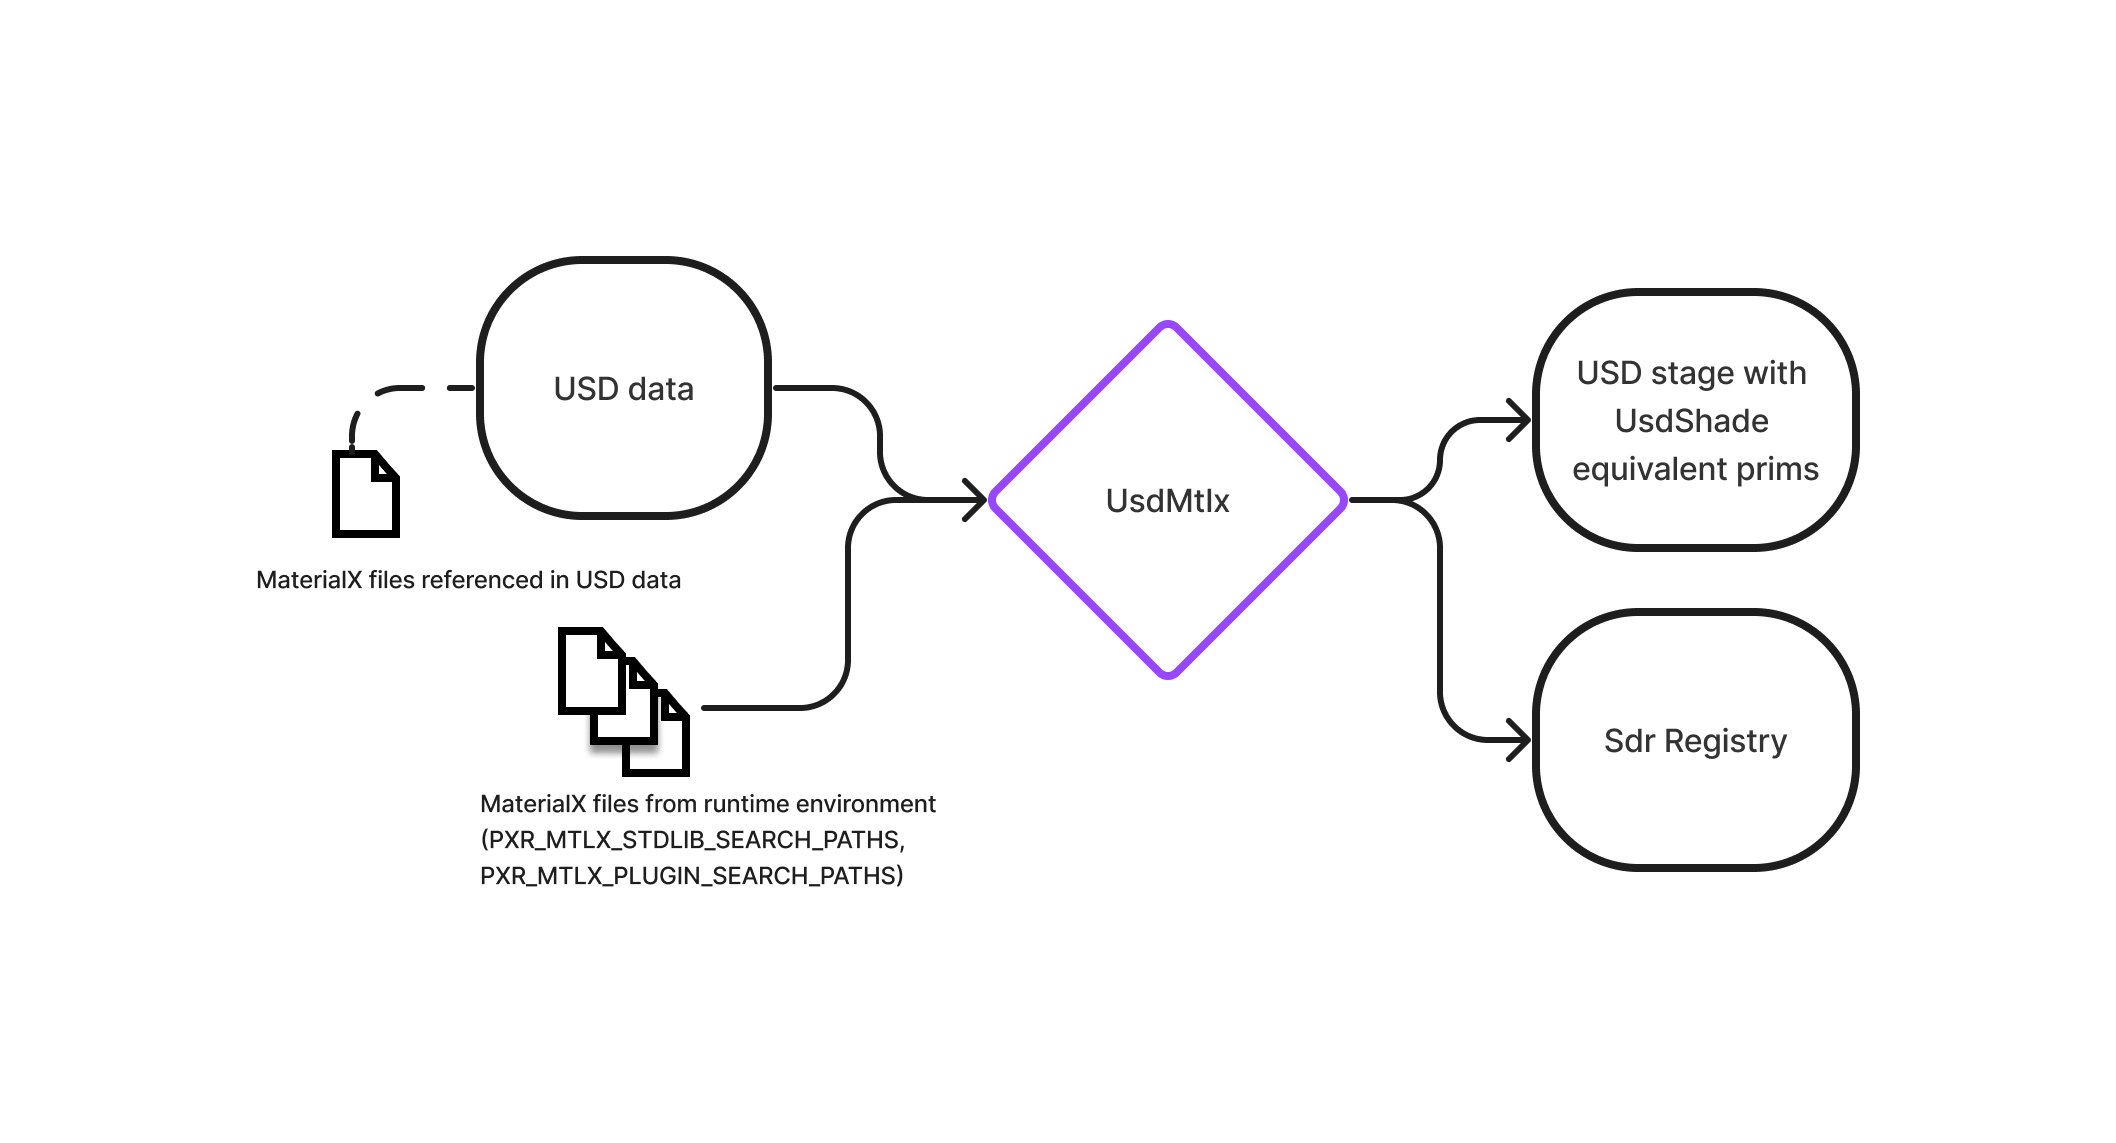 USD data
MaterialX files referenced in USD data
MaterialX files from runtime environment
(PXR_MTLX_STDLIB_SEARCH_PATHS,
PXR_MTLX_PLUGIN_SEARCH_PATHS)
UsdMtlx
USD stage with
UsdShade
equivalent prims
Sdr Registry